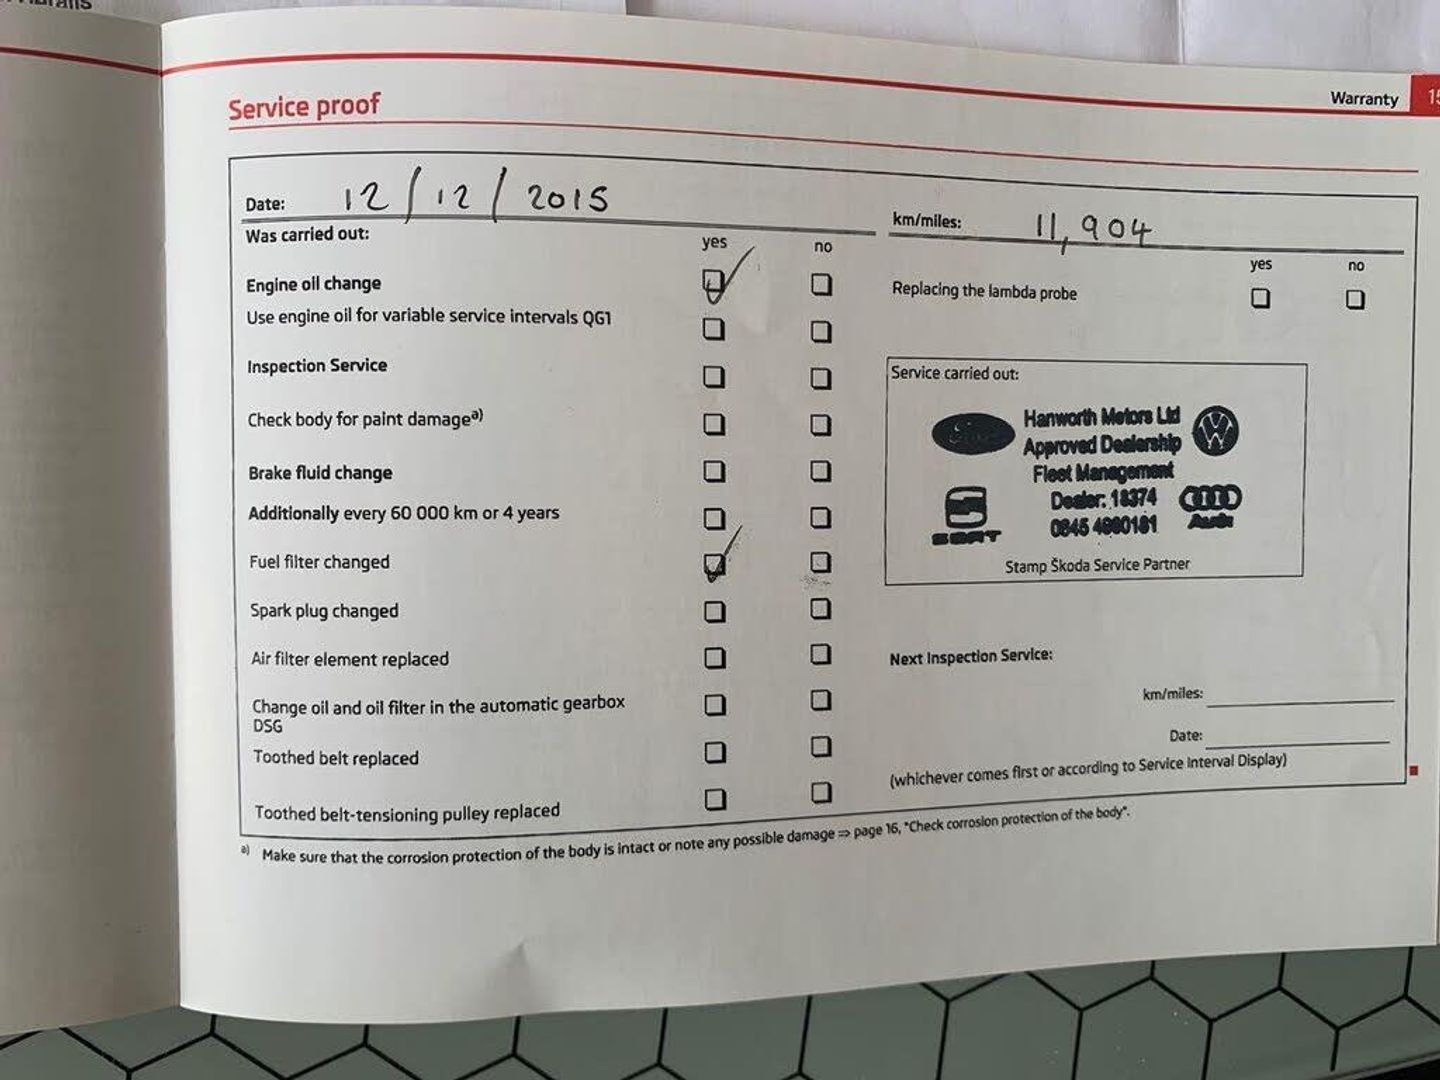 Service proof
Warranty 15
Date: 12/12/2015
km/miles: 11,904
Was carried out:
yes no
yes no
Engine oil change
Replacing the lambda probe
Use engine oil for variable service intervals QG1
Inspection Service
Service carried out:
Check body for paint damage a)
Hanworth Motors Ltd
Approved Dealership
Fleet Management
Dealer: 18374
SEAT
Audi
Brake fluid change
Additionally every 60 000 km or 4 years
Fuel filter changed
Stamp Škoda Service Partner
Spark plug changed
Air filter element replaced
Next Inspection Service:
Change oil and oil filter in the automatic gearbox
DSG
km/miles:
Date:
Toothed belt replaced
(whichever comes first or according to Service Interval Display)
Toothed belt-tensioning pulley replaced
a) Make sure that the corrosion protection of the body is intact or note any possible damage ⇒ page 16, "Check corrosion protection of the body".